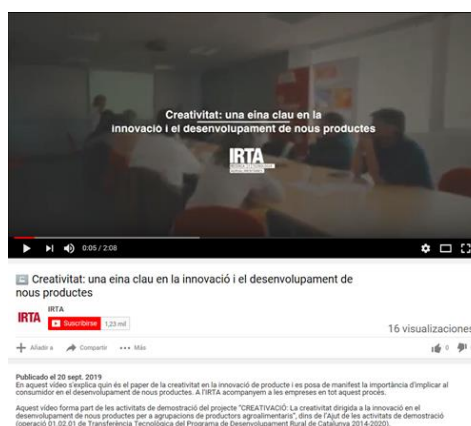 Creativitat: una eina clau en la
innovació i el desenvolupament de nous productes
IRTA
0:05 / 2:08
Creativitat: una eina clau en la innovació i el desenvolupament de
nous productes
IRTA
IRTA
Suscribirse 1,23 mil
16 visualizaciones
Añadir a Compartir Más
0
Publicado el 20 sept. 2019
En aquest vídeo s'explica quin és el paper de la creativitat en la innovació de producte i es posa de manifest la importància d'implicar al
consumidor en el desenvolupament de nous productes. A l'IRTA acompanyem a les empreses en tot aquest procés.
Aquest vídeo forma part de les activitats de demostració del projecte "CREATIVACIÓ: La creativitat dirigida a la innovació en el
desenvolupament de nous productes per a agrupacions de productors agroalimentaris", dins de l'Ajut de les activitats de demostració
(operació 01.02.01 de Transferència Tecnològica del Programa de Desenvolupament Rural de Catalunya 2014-2020).